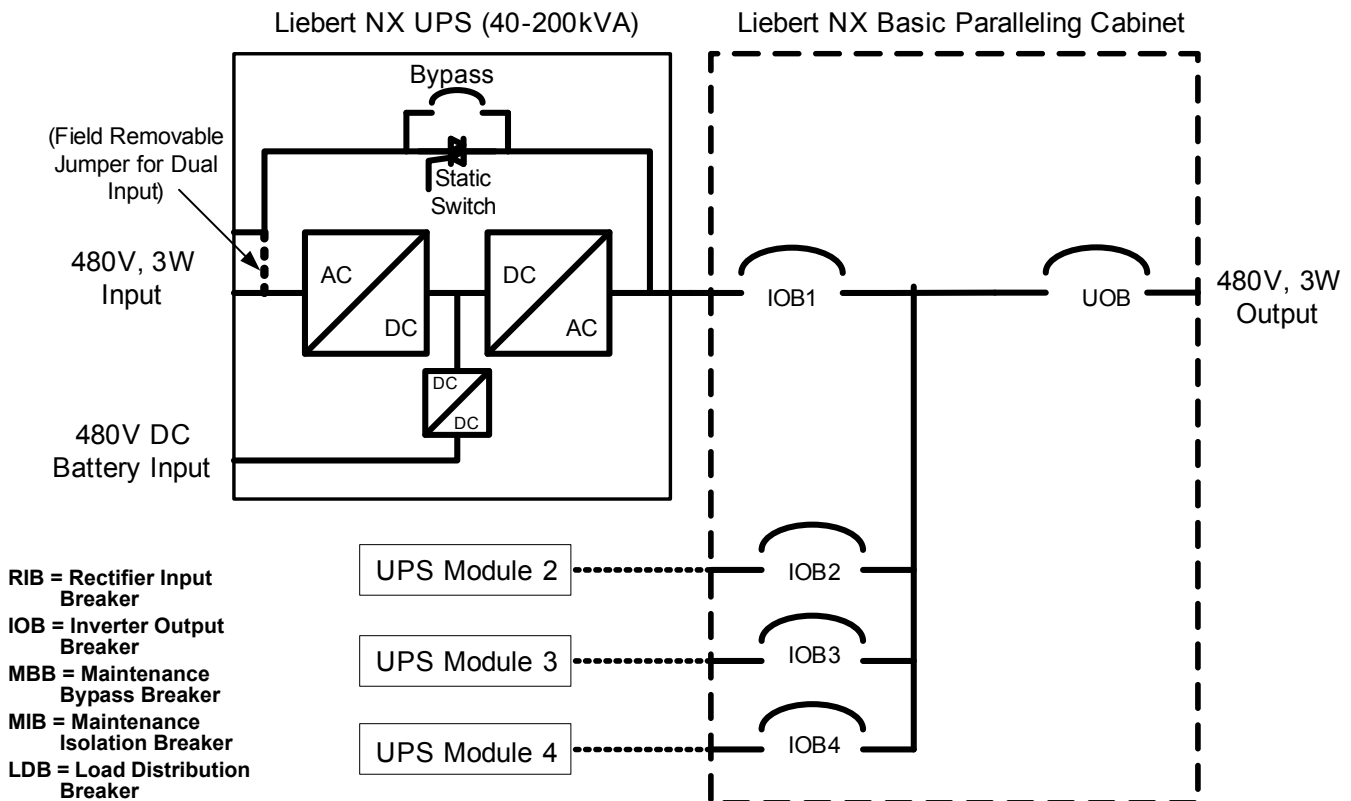 Liebert NX UPS (40-200kVA)
Liebert NX Basic Paralleling Cabinet
Bypass
(Field Removable
Jumper for Dual
Input)
Static
Switch
480V, 3W
Input
AC
DC
DC
AC
IOB1
UOB
480V, 3W
Output
DC
DC
480V DC
Battery Input
UPS Module 2
IOB2
UPS Module 3
IOB3
UPS Module 4
IOB4
RIB = Rectifier Input
Breaker
IOB = Inverter Output
Breaker
MBB = Maintenance
Bypass Breaker
MIB = Maintenance
Isolation Breaker
LDB = Load Distribution
Breaker